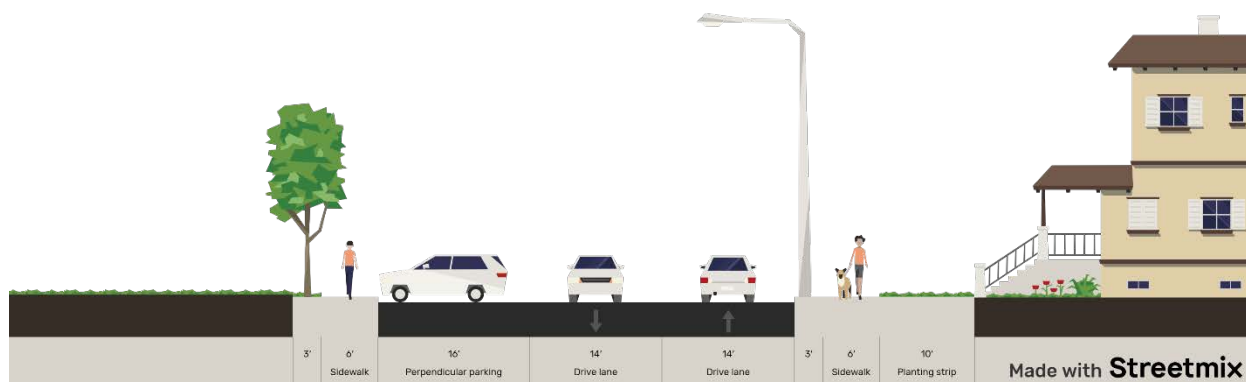 3'
6'
Sidewalk
16'
Perpendicular parking
14'
Drive lane
14'
Drive lane
3'
6'
Sidewalk
10'
Planting strip
Made with Streetmix